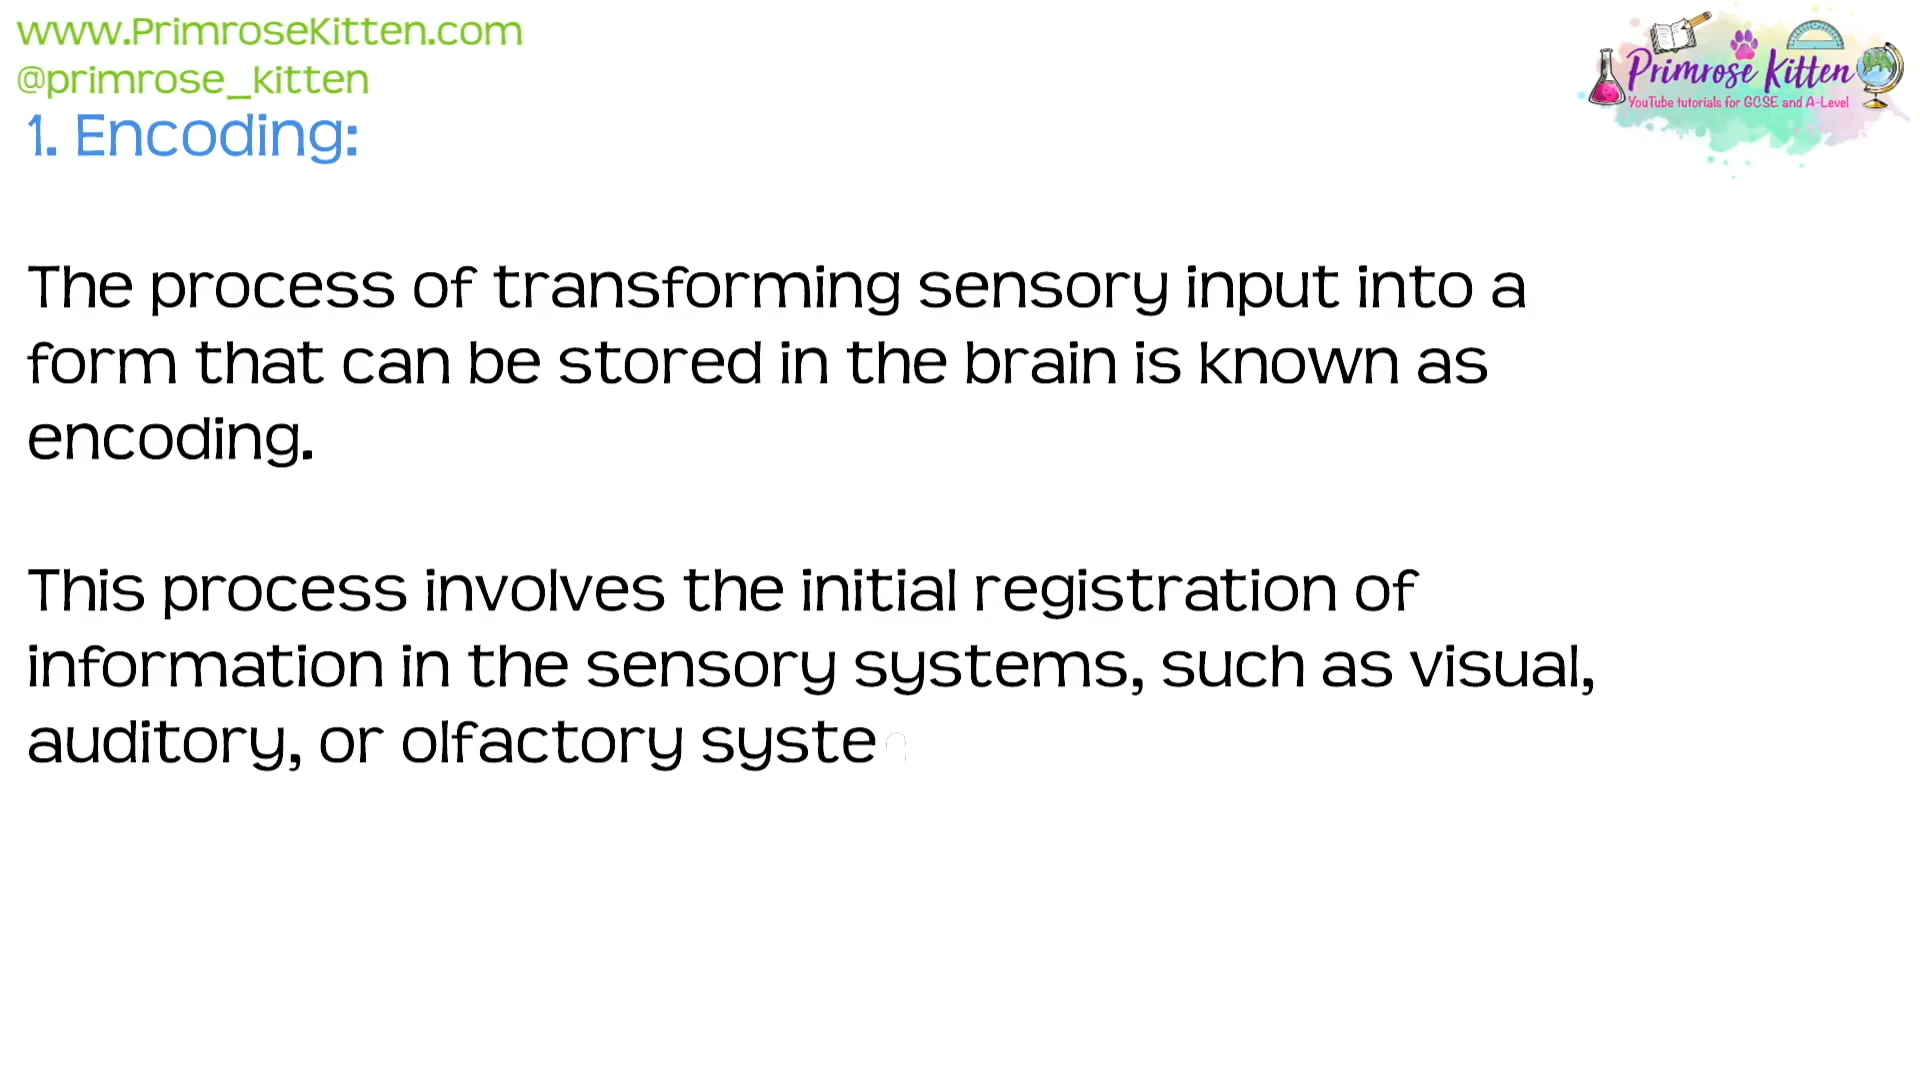 www.PrimroseKitten.com
@primrose_kitten
1. Encoding:
Primrose Kitten
YouTube tutorials for GCSE and A-Level
The process of transforming sensory input into a
form that can be stored in the brain is known as
encoding.
This process involves the initial registration of
information in the sensory systems, such as visual,
auditory, or olfactory syste